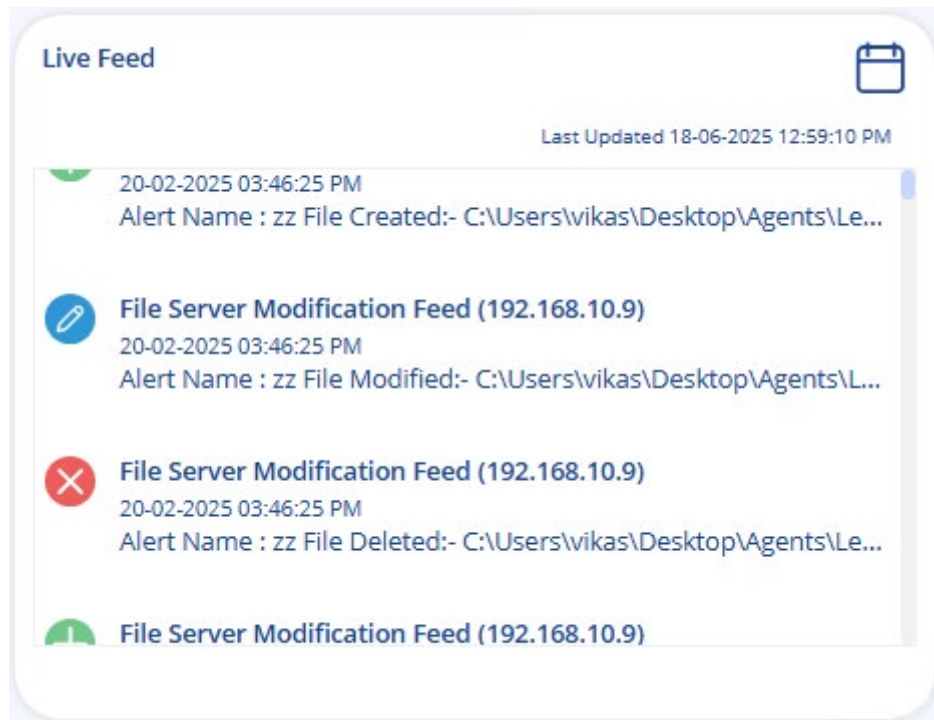 Live Feed
Last Updated 18-06-2025 12:59:10 PM
20-02-2025 03:46:25 PM
Alert Name : zz File Created:- C:\Users\vikas\Desktop\Agents\Le...
File Server Modification Feed (192.168.10.9)
20-02-2025 03:46:25 PM
Alert Name : zz File Modified:- C:\Users\vikas\Desktop\Agents\L...
File Server Modification Feed (192.168.10.9)
20-02-2025 03:46:25 PM
Alert Name : zz File Deleted:- C:\Users\vikas\Desktop\Agents\Le...
File Server Modification Feed (192.168.10.9)